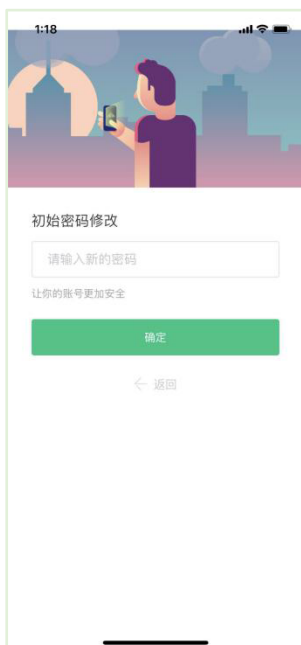 1:18
初始密码修改
请输入新的密码
让你的账号更加安全
确定
← 返回